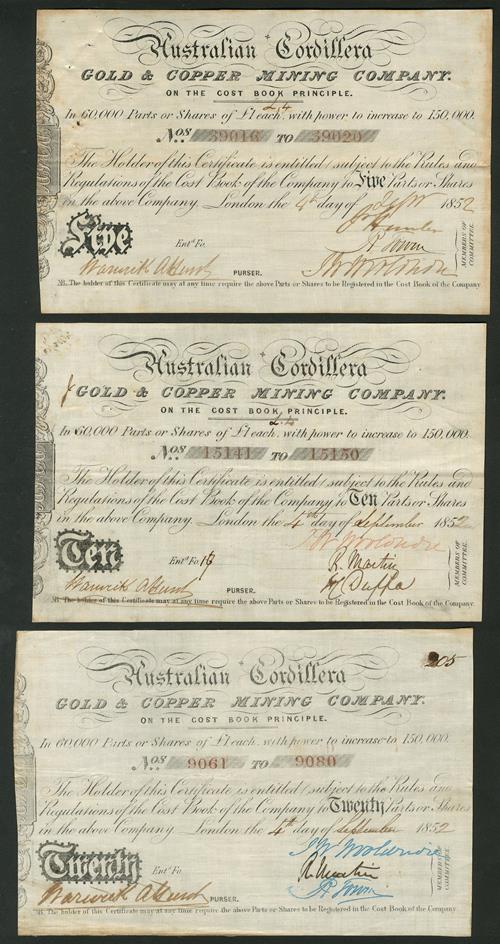 Australian Cordillera
GOLD & COPPER MINING COMPANY.
ON THE COST BOOK PRINCIPLE.
£.4
In 60,000 Parts or Shares of £1 each, with power to increase to 150,000.
Nos 39016 TO 39020
The Holder of this Certificate is entitled (subject to the Rules and
Regulations of the Cost Book of the Company) to Five Parts or Shares
in the above Company. London the 4th day of Sept 1852
Five
Entd Fo.
PURSER.
MEMBERS OF COMMITTEE.
NB. The holder of this Certificate may at any time require the above Parts or Shares to be Registered in the Cost Book of the Company
Australian Cordillera
GOLD & COPPER MINING COMPANY.
ON THE COST BOOK PRINCIPLE.
£.4
In 60,000 Parts or Shares of £1 each, with power to increase to 150,000.
Nos 15141 TO 15150
The Holder of this Certificate is entitled (subject to the Rules and
Regulations of the Cost Book of the Company) to Ten Parts or Shares
in the above Company. London the 4th day of September 1852
Ten
Entd Fo.
R. Martin
Duppa
PURSER.
MEMBERS OF COMMITTEE.
NB. The holder of this Certificate may at any time require the above Parts or Shares to be Registered in the Cost Book of the Company.
205
Australian Cordillera
GOLD & COPPER MINING COMPANY.
ON THE COST BOOK PRINCIPLE.
In 60,000 Parts or Shares of £1 each, with power to increase to 150,000.
Nos 9061 TO 9080
The Holder of this Certificate is entitled (subject to the Rules and
Regulations of the Cost Book of the Company) to Twenty Parts or Shares
in the above Company. London the 4th day of September 1852
Twenty
Entd Fo.
R Martin
PURSER.
MEMBERS OF COMMITTEE.
NB. The holder of this Certificate may at any time require the above Parts or Shares to be Registered in the Cost Book of the Company